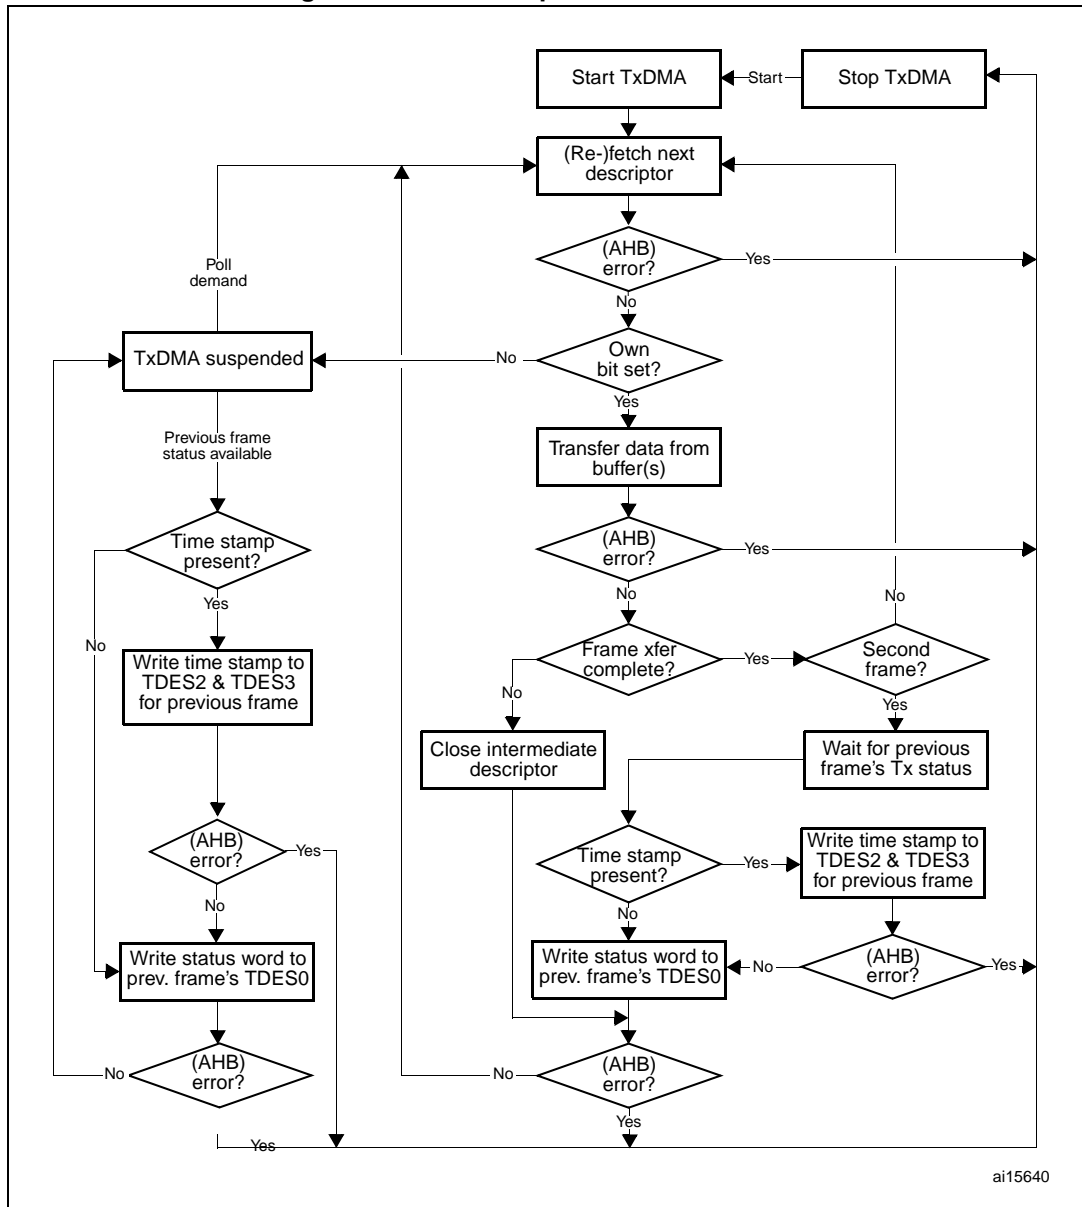 Start TxDMA
Start
Stop TxDMA
(Re-)fetch next
descriptor
(AHB)
error?
Yes
Poll
demand
No
TxDMA suspended
No
Own
bit set?
Yes
Previous frame
status available
Transfer data from
buffer(s)
Time stamp
present?
(AHB)
error?
Yes
No
No
Yes
No
Frame xfer
complete?
Yes
Second
frame?
Write time stamp to
TDES2 & TDES3
for previous frame
No
Yes
Close intermediate
descriptor
Wait for previous
frame's Tx status
(AHB)
error?
Yes
Time stamp
present?
Yes
Write time stamp to
TDES2 & TDES3
for previous frame
No
No
Write status word to
prev. frame's TDES0
Write status word to
prev. frame's TDES0
No
(AHB)
error?
Yes
No
(AHB)
error?
No
(AHB)
error?
Yes
Yes
ai15640